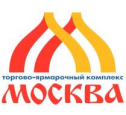 торгово-ярмарочный комплекс
МОСКВА